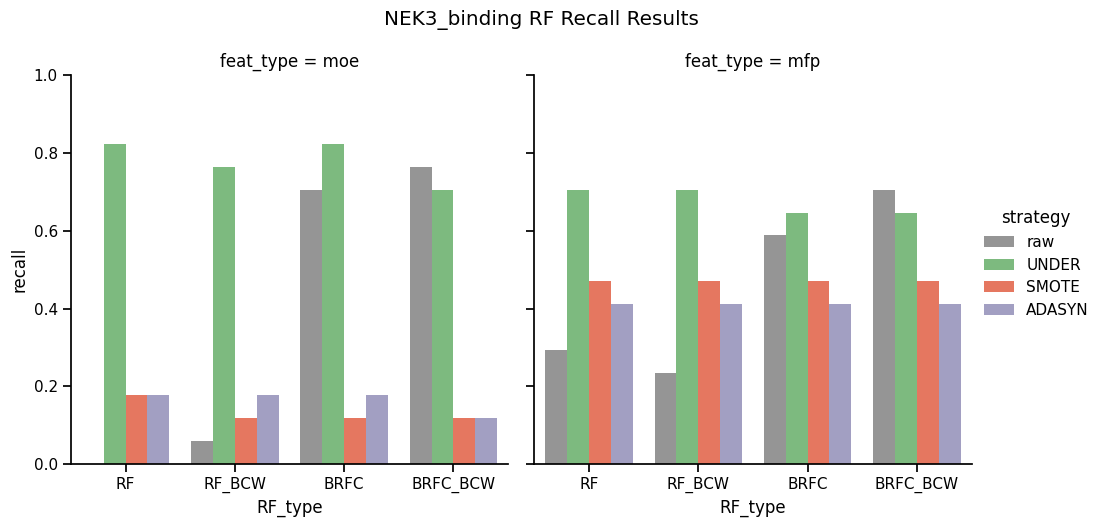 NEK3_binding RF Recall Results
feat_type = moe
feat_type = mfp
1.0
0.8
0.6
0.4
0.2
0.0
recall
RF
RF_BCW
BRFC
BRFC_BCW
RF_type
RF
RF_BCW
BRFC
BRFC_BCW
RF_type
strategy
raw
UNDER
SMOTE
ADASYN